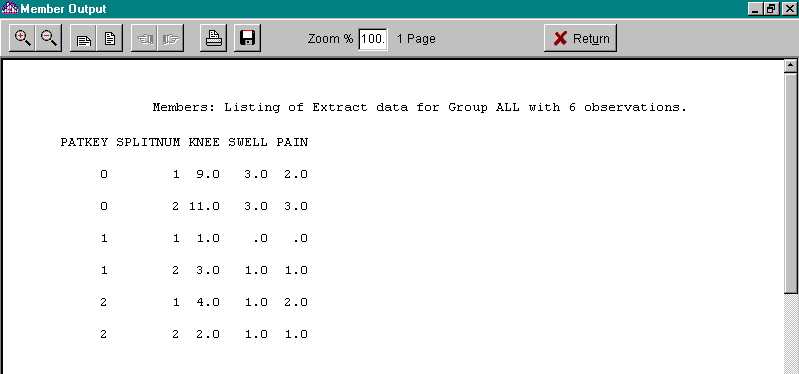 Member Output
Zoom % 100. 1 Page Return
Members: Listing of Extract data for Group ALL with 6 observations.
PATKEY SPLITNUM KNEE SWELL PAIN
0 1 9.0 3.0 2.0
0 2 11.0 3.0 3.0
1 1 1.0 .0 .0
1 2 3.0 1.0 1.0
2 1 4.0 1.0 2.0
2 2 2.0 1.0 1.0